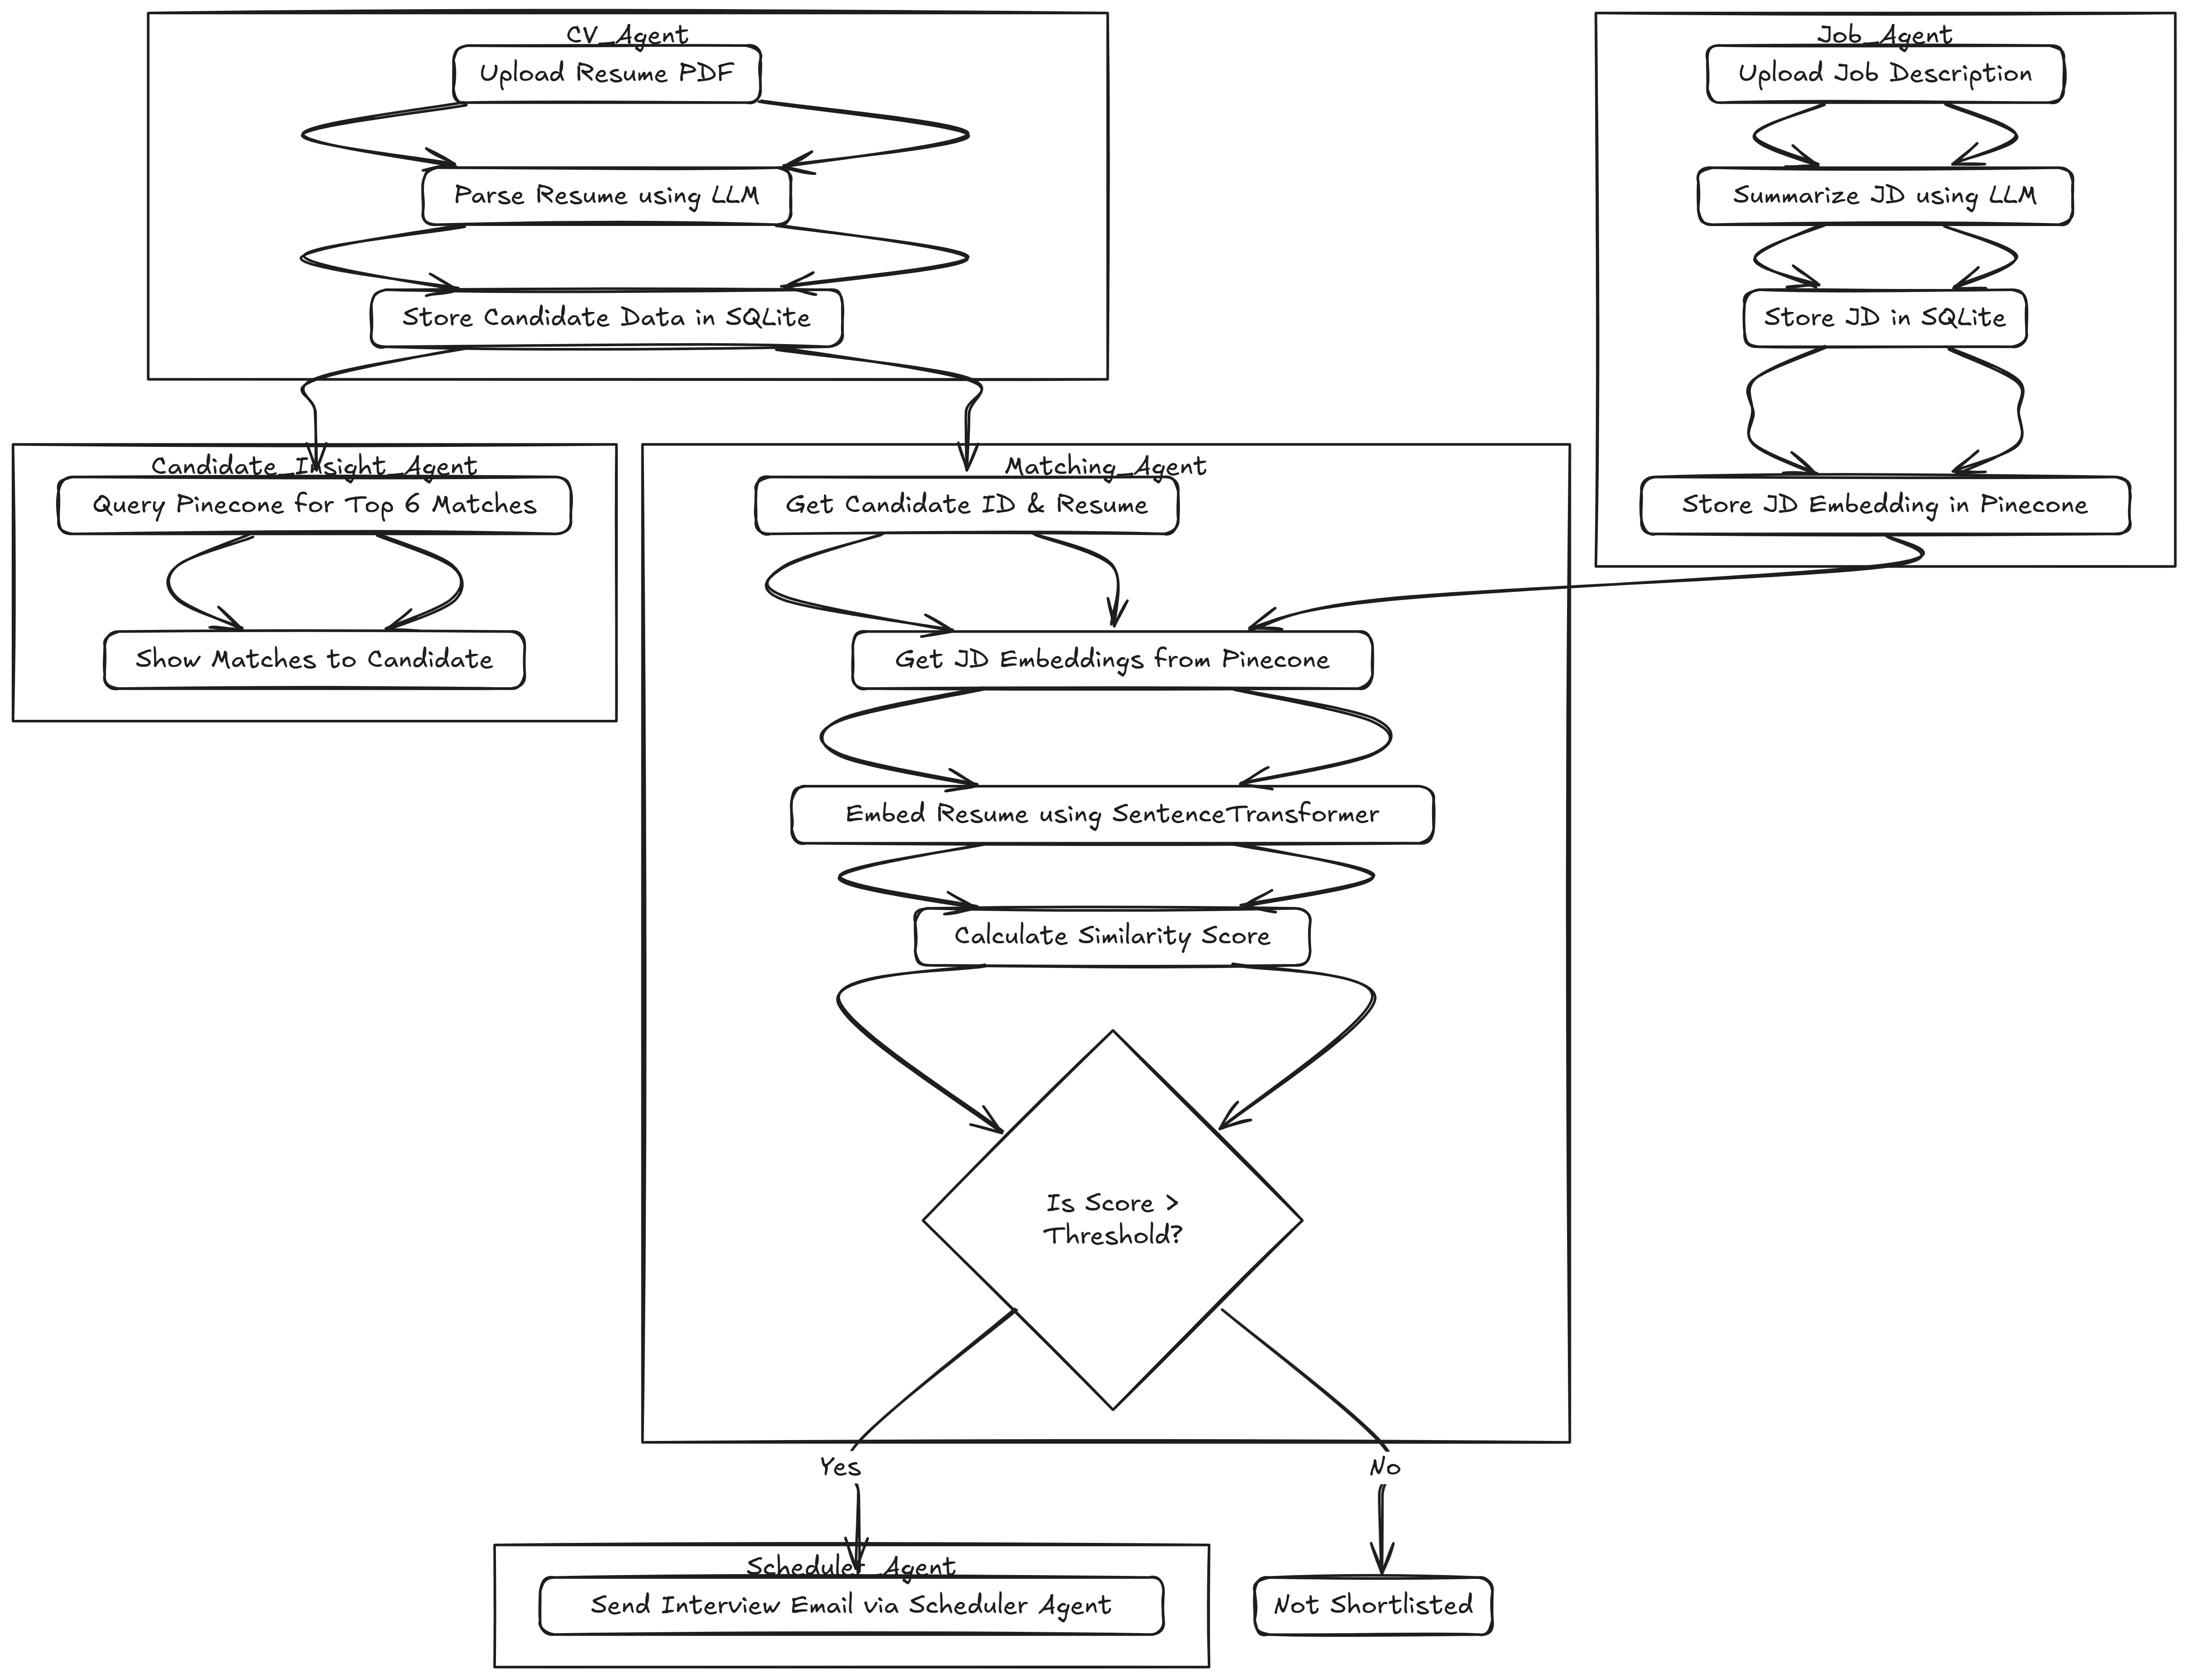 CV_Agent
Upload Resume PDF
Parse Resume using LLM
Store Candidate Data in SQLite
Job_Agent
Upload Job Description
Summarize JD using LLM
Store JD in SQLite
Store JD Embedding in Pinecone
Candidate_Insight_Agent
Query Pinecone for Top 6 Matches
Show Matches to Candidate
Matching_Agent
Get Candidate ID & Resume
Get JD Embeddings from Pinecone
Embed Resume using SentenceTransformer
Calculate Similarity Score
Is Score >
Threshold?
Yes
No
Scheduler_Agent
Send Interview Email via Scheduler Agent
Not Shortlisted